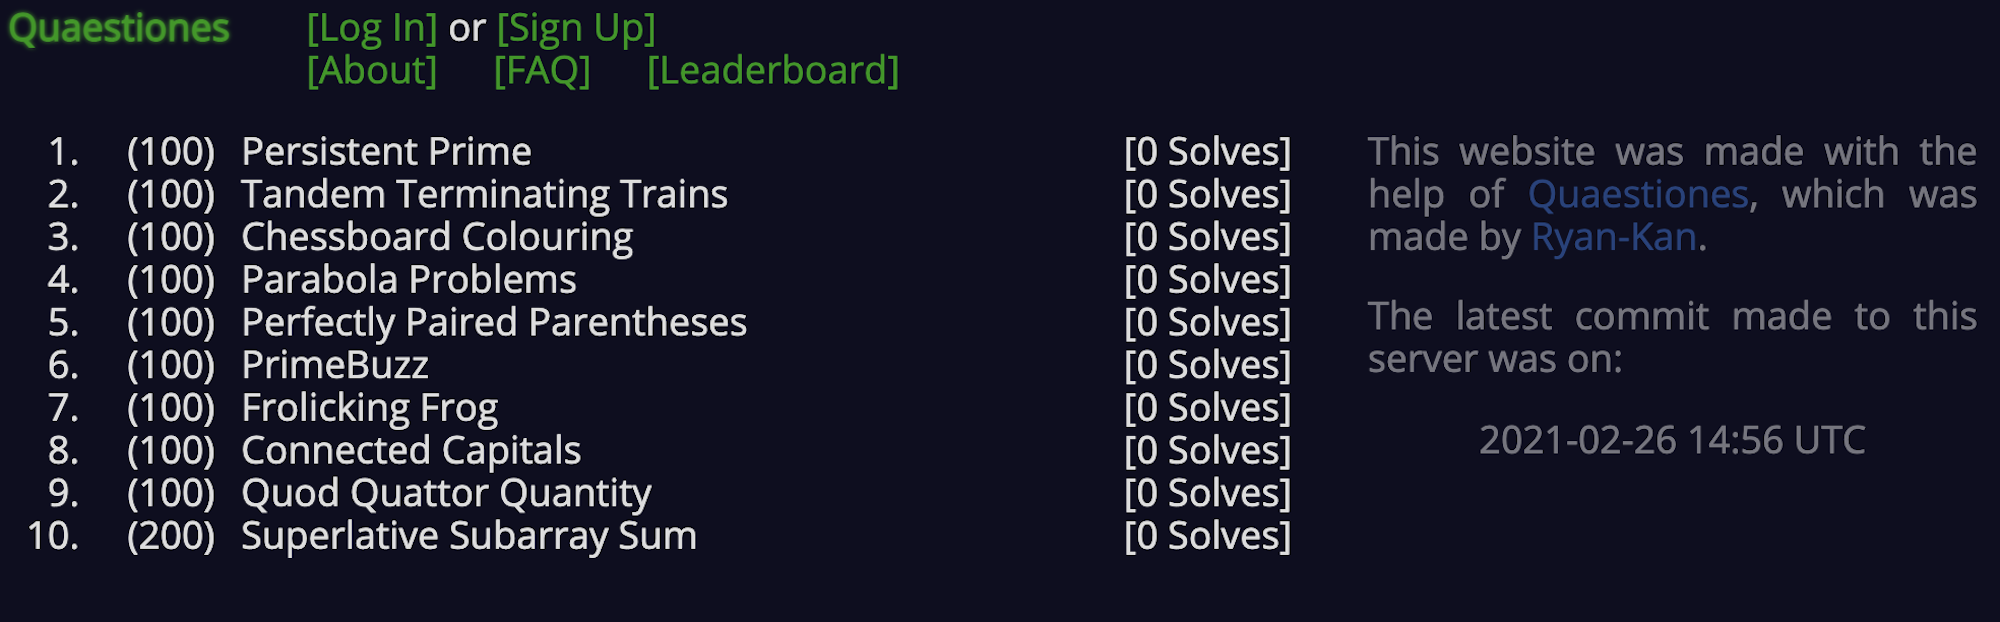 Quaestiones [Log In] or [Sign Up]
[About] [FAQ] [Leaderboard]
1. (100) Persistent Prime [0 Solves]
2. (100) Tandem Terminating Trains [0 Solves]
3. (100) Chessboard Colouring [0 Solves]
4. (100) Parabola Problems [0 Solves]
5. (100) Perfectly Paired Parentheses [0 Solves]
6. (100) PrimeBuzz [0 Solves]
7. (100) Frolicking Frog [0 Solves]
8. (100) Connected Capitals [0 Solves]
9. (100) Quod Quattor Quantity [0 Solves]
10. (200) Superlative Subarray Sum [0 Solves]
This website was made with the
help of Quaestiones, which was
made by Ryan-Kan.
The latest commit made to this
server was on:
2021-02-26 14:56 UTC